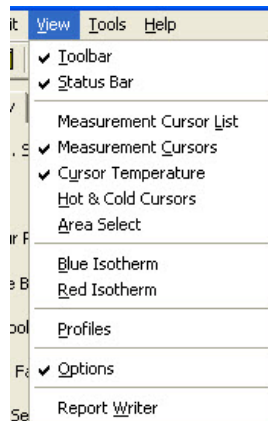 it View Tools Help
Toolbar
Status Bar
Measurement Cursor List
Measurement Cursors
Cursor Temperature
Hot & Cold Cursors
Area Select
Blue Isotherm
Red Isotherm
Profiles
Options
Report Writer